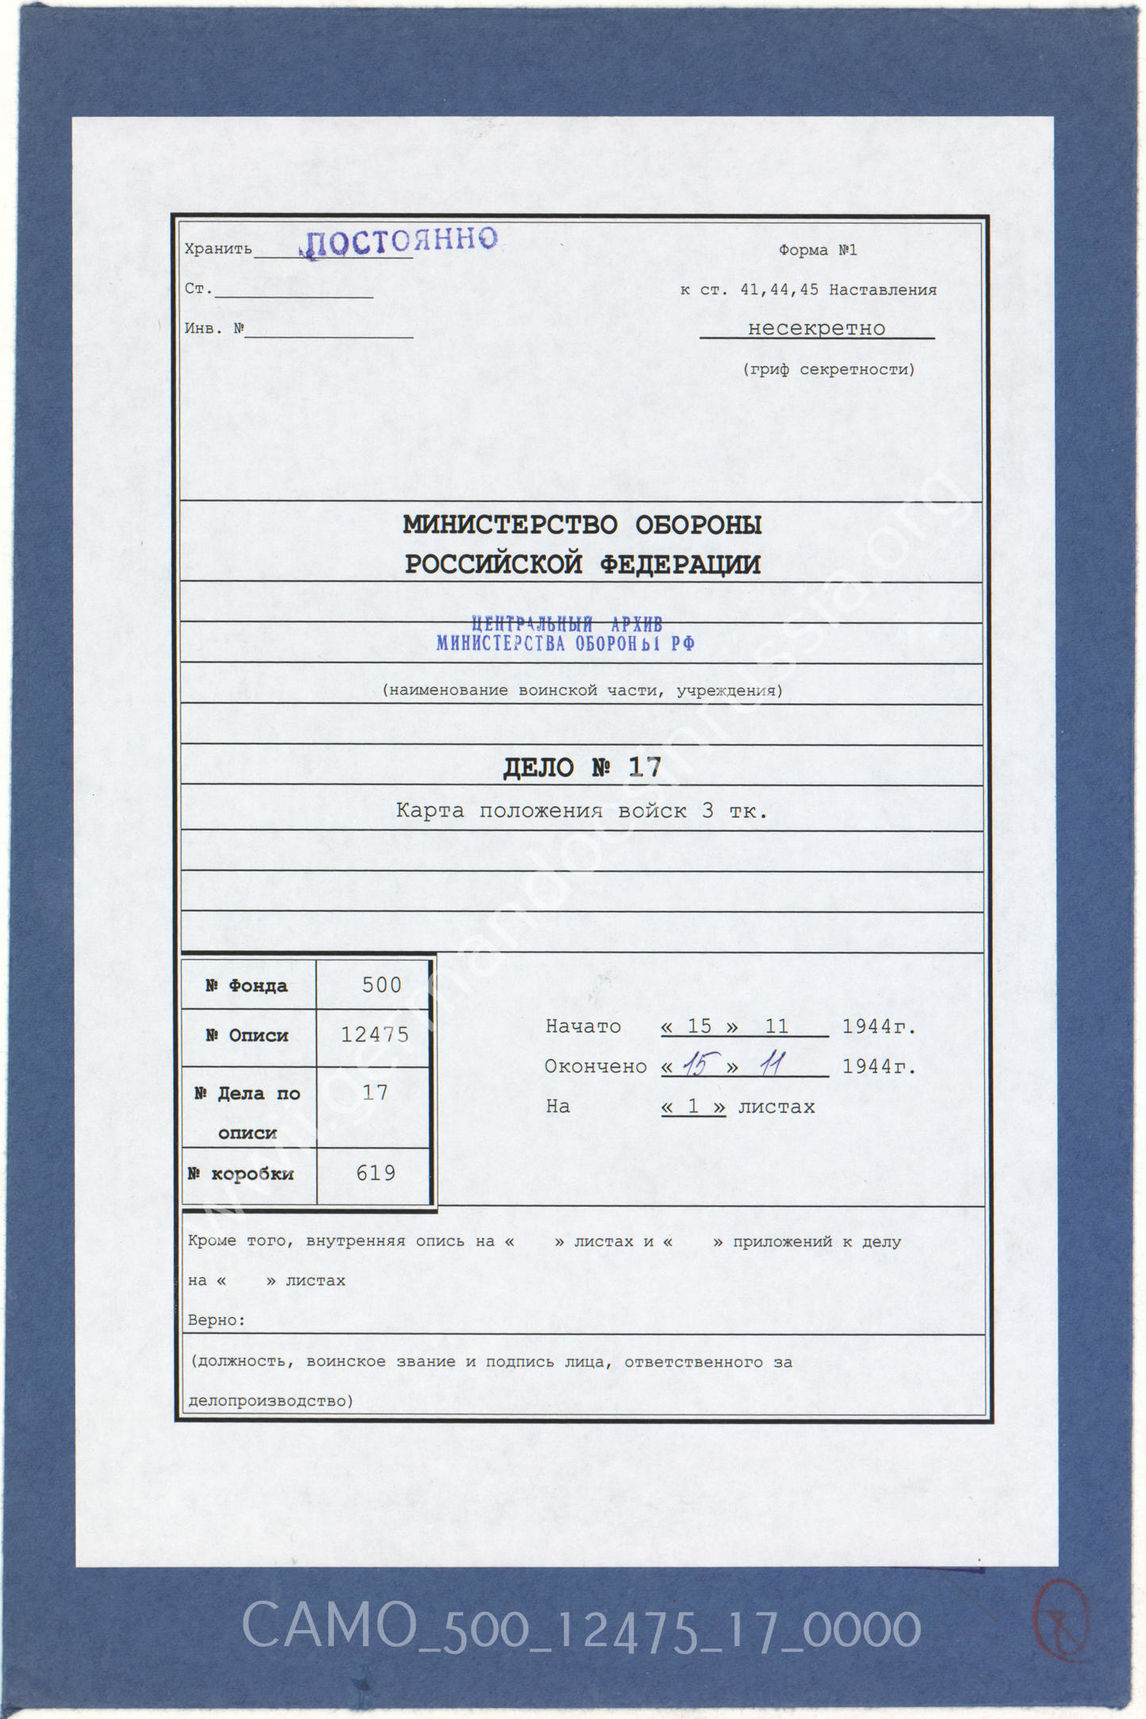 Хранить ПОСТОЯННО
Форма №1
Ст.
к ст. 41,44,45 Наставления
Инв. №
несекретно
(гриф секретности)
МИНИСТЕРСТВО ОБОРОНЫ
РОССИЙСКОЙ ФЕДЕРАЦИИ
ЦЕНТРАЛЬНЫЙ АРХИВ
МИНИСТЕРСТВА ОБОРОНЫ РФ
(наименование воинской части, учреждения)
ДЕЛО № 17
Карта положения войск 3 тк.
№ Фонда 500
№ Описи 12475
№ Дела по описи 17
№ коробки 619
Начато « 15 » 11 1944г.
Окончено « 15 » 11 1944г.
На « 1 » листах
Кроме того, внутренняя опись на « » листах и « » приложений к делу
на « » листах
Верно:
(должность, воинское звание и подпись лица, ответственного за
делопроизводство)
www.germandocsinrussia.org
CAMO_500_12475_17_0000